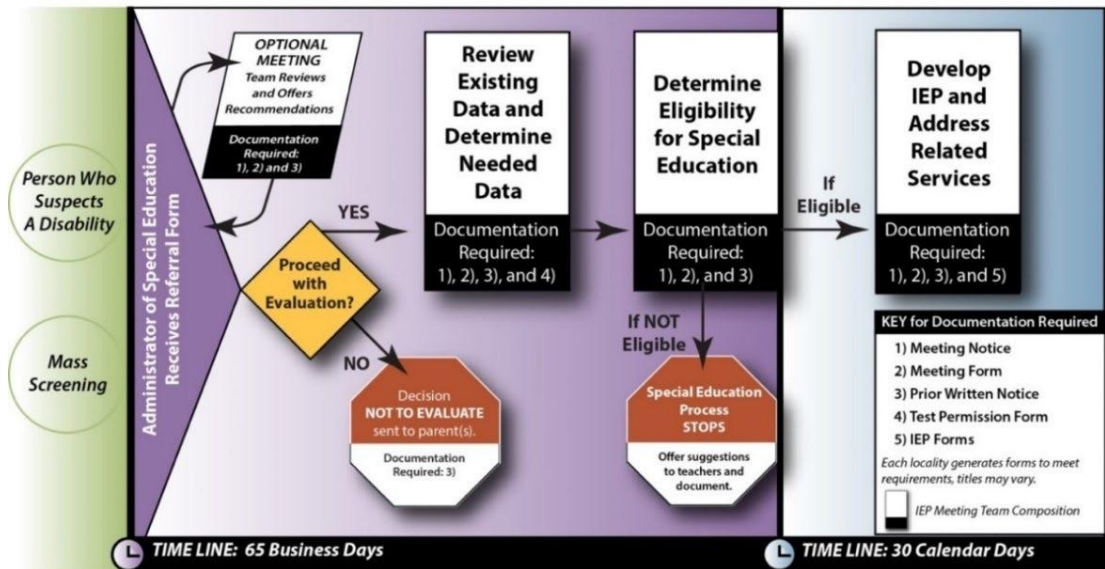 Person Who
Suspects
A Disability
Mass
Screening
Administrator of Special Education
Receives Referral Form
OPTIONAL
MEETING
Team Reviews
and Offers
Recommendations
Documentation
Required:
1), 2) and 3)
Proceed
with
Evaluation?
YES
NO
Decision
NOT TO EVALUATE
sent to parent(s).
Documentation
Required: 3)
Review
Existing
Data and
Determine
Needed
Data
Documentation
Required:
1), 2), 3), and 4)
Determine
Eligibility
for Special
Education
Documentation
Required:
1), 2), and 3)
If NOT
Eligible
Special Education
Process
STOPS
Offer suggestions
to teachers and
document.
If
Eligible
Develop
IEP and
Address
Related
Services
Documentation
Required:
1), 2), 3), and 5)
KEY for Documentation Required
1) Meeting Notice
2) Meeting Form
3) Prior Written Notice
4) Test Permission Form
5) IEP Forms
Each locality generates forms to meet
requirements, titles may vary.
IEP Meeting Team Composition
TIME LINE: 65 Business Days
TIME LINE: 30 Calendar Days